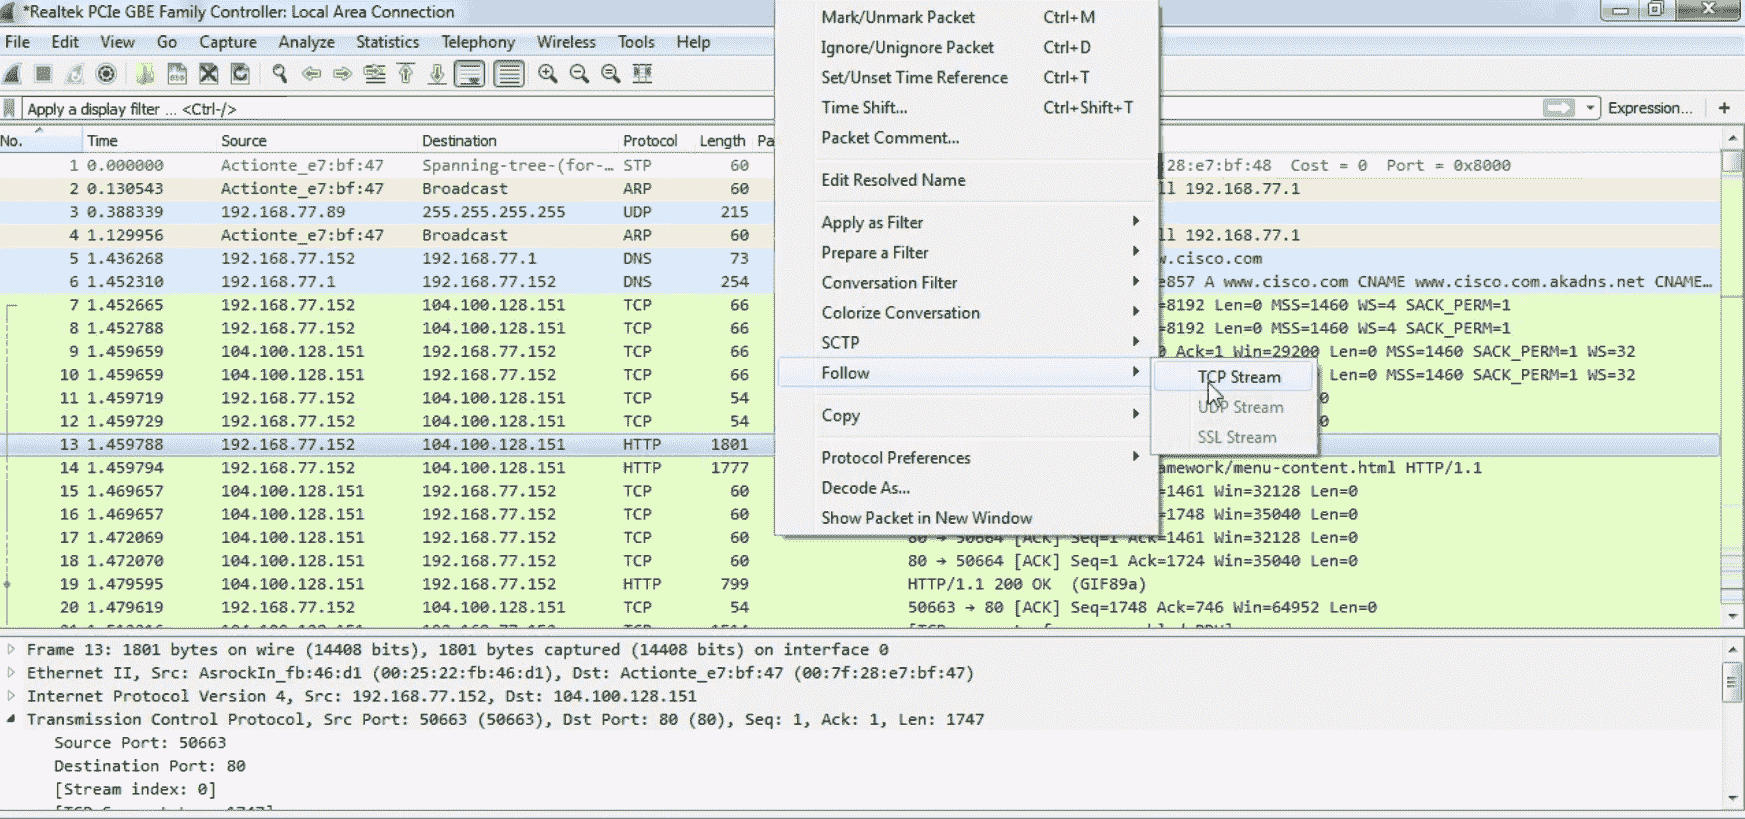 *Realtek PCIe GBE Family Controller: Local Area Connection
File Edit View Go Capture Analyze Statistics Telephony Wireless Tools Help
Apply a display filter ... <Ctrl-/> Expression... +
No. Time Source Destination Protocol Length Pa
1 0.000000 Actionte_e7:bf:47 Spanning-tree-(for-... STP 60 28:e7:bf:48 Cost = 0 Port = 0x8000
2 0.130543 Actionte_e7:bf:47 Broadcast ARP 60 ll 192.168.77.1
3 0.388339 192.168.77.89 255.255.255.255 UDP 215
4 1.129956 Actionte_e7:bf:47 Broadcast ARP 60 ll 192.168.77.1
5 1.436268 192.168.77.152 192.168.77.1 DNS 73 w.cisco.com
6 1.452310 192.168.77.1 192.168.77.152 DNS 254 e857 A www.cisco.com CNAME www.cisco.com.akadns.net CNAME...
7 1.452665 192.168.77.152 104.100.128.151 TCP 66 =8192 Len=0 MSS=1460 WS=4 SACK_PERM=1
8 1.452788 192.168.77.152 104.100.128.151 TCP 66 =8192 Len=0 MSS=1460 WS=4 SACK_PERM=1
9 1.459659 104.100.128.151 192.168.77.152 TCP 66 0 Ack=1 Win=29200 Len=0 MSS=1460 SACK_PERM=1 WS=32
10 1.459659 104.100.128.151 192.168.77.152 TCP 66 Len=0 MSS=1460 SACK_PERM=1 WS=32
11 1.459719 192.168.77.152 104.100.128.151 TCP 54 0
12 1.459729 192.168.77.152 104.100.128.151 TCP 54 0
13 1.459788 192.168.77.152 104.100.128.151 HTTP 1801
14 1.459794 192.168.77.152 104.100.128.151 HTTP 1777 amework/menu-content.html HTTP/1.1
15 1.469657 104.100.128.151 192.168.77.152 TCP 60 =1461 Win=32128 Len=0
16 1.469657 104.100.128.151 192.168.77.152 TCP 60 =1748 Win=35040 Len=0
17 1.472069 104.100.128.151 192.168.77.152 TCP 60 80 → 50664 [ACK] Seq=1 Ack=1461 Win=32128 Len=0
18 1.472070 104.100.128.151 192.168.77.152 TCP 60 80 → 50664 [ACK] Seq=1 Ack=1724 Win=35040 Len=0
19 1.479595 104.100.128.151 192.168.77.152 HTTP 799 HTTP/1.1 200 OK (GIF89a)
20 1.479619 192.168.77.152 104.100.128.151 TCP 54 50663 → 80 [ACK] Seq=1748 Ack=746 Win=64952 Len=0
Mark/Unmark Packet Ctrl+M
Ignore/Unignore Packet Ctrl+D
Set/Unset Time Reference Ctrl+T
Time Shift... Ctrl+Shift+T
Packet Comment...
Edit Resolved Name
Apply as Filter
Prepare a Filter
Conversation Filter
Colorize Conversation
SCTP
Follow
Copy
Protocol Preferences
Decode As...
Show Packet in New Window
TCP Stream
UDP Stream
SSL Stream
Frame 13: 1801 bytes on wire (14408 bits), 1801 bytes captured (14408 bits) on interface 0
Ethernet II, Src: AsrockIn_fb:46:d1 (00:25:22:fb:46:d1), Dst: Actionte_e7:bf:47 (00:7f:28:e7:bf:47)
Internet Protocol Version 4, Src: 192.168.77.152, Dst: 104.100.128.151
Transmission Control Protocol, Src Port: 50663 (50663), Dst Port: 80 (80), Seq: 1, Ack: 1, Len: 1747
Source Port: 50663
Destination Port: 80
[Stream index: 0]